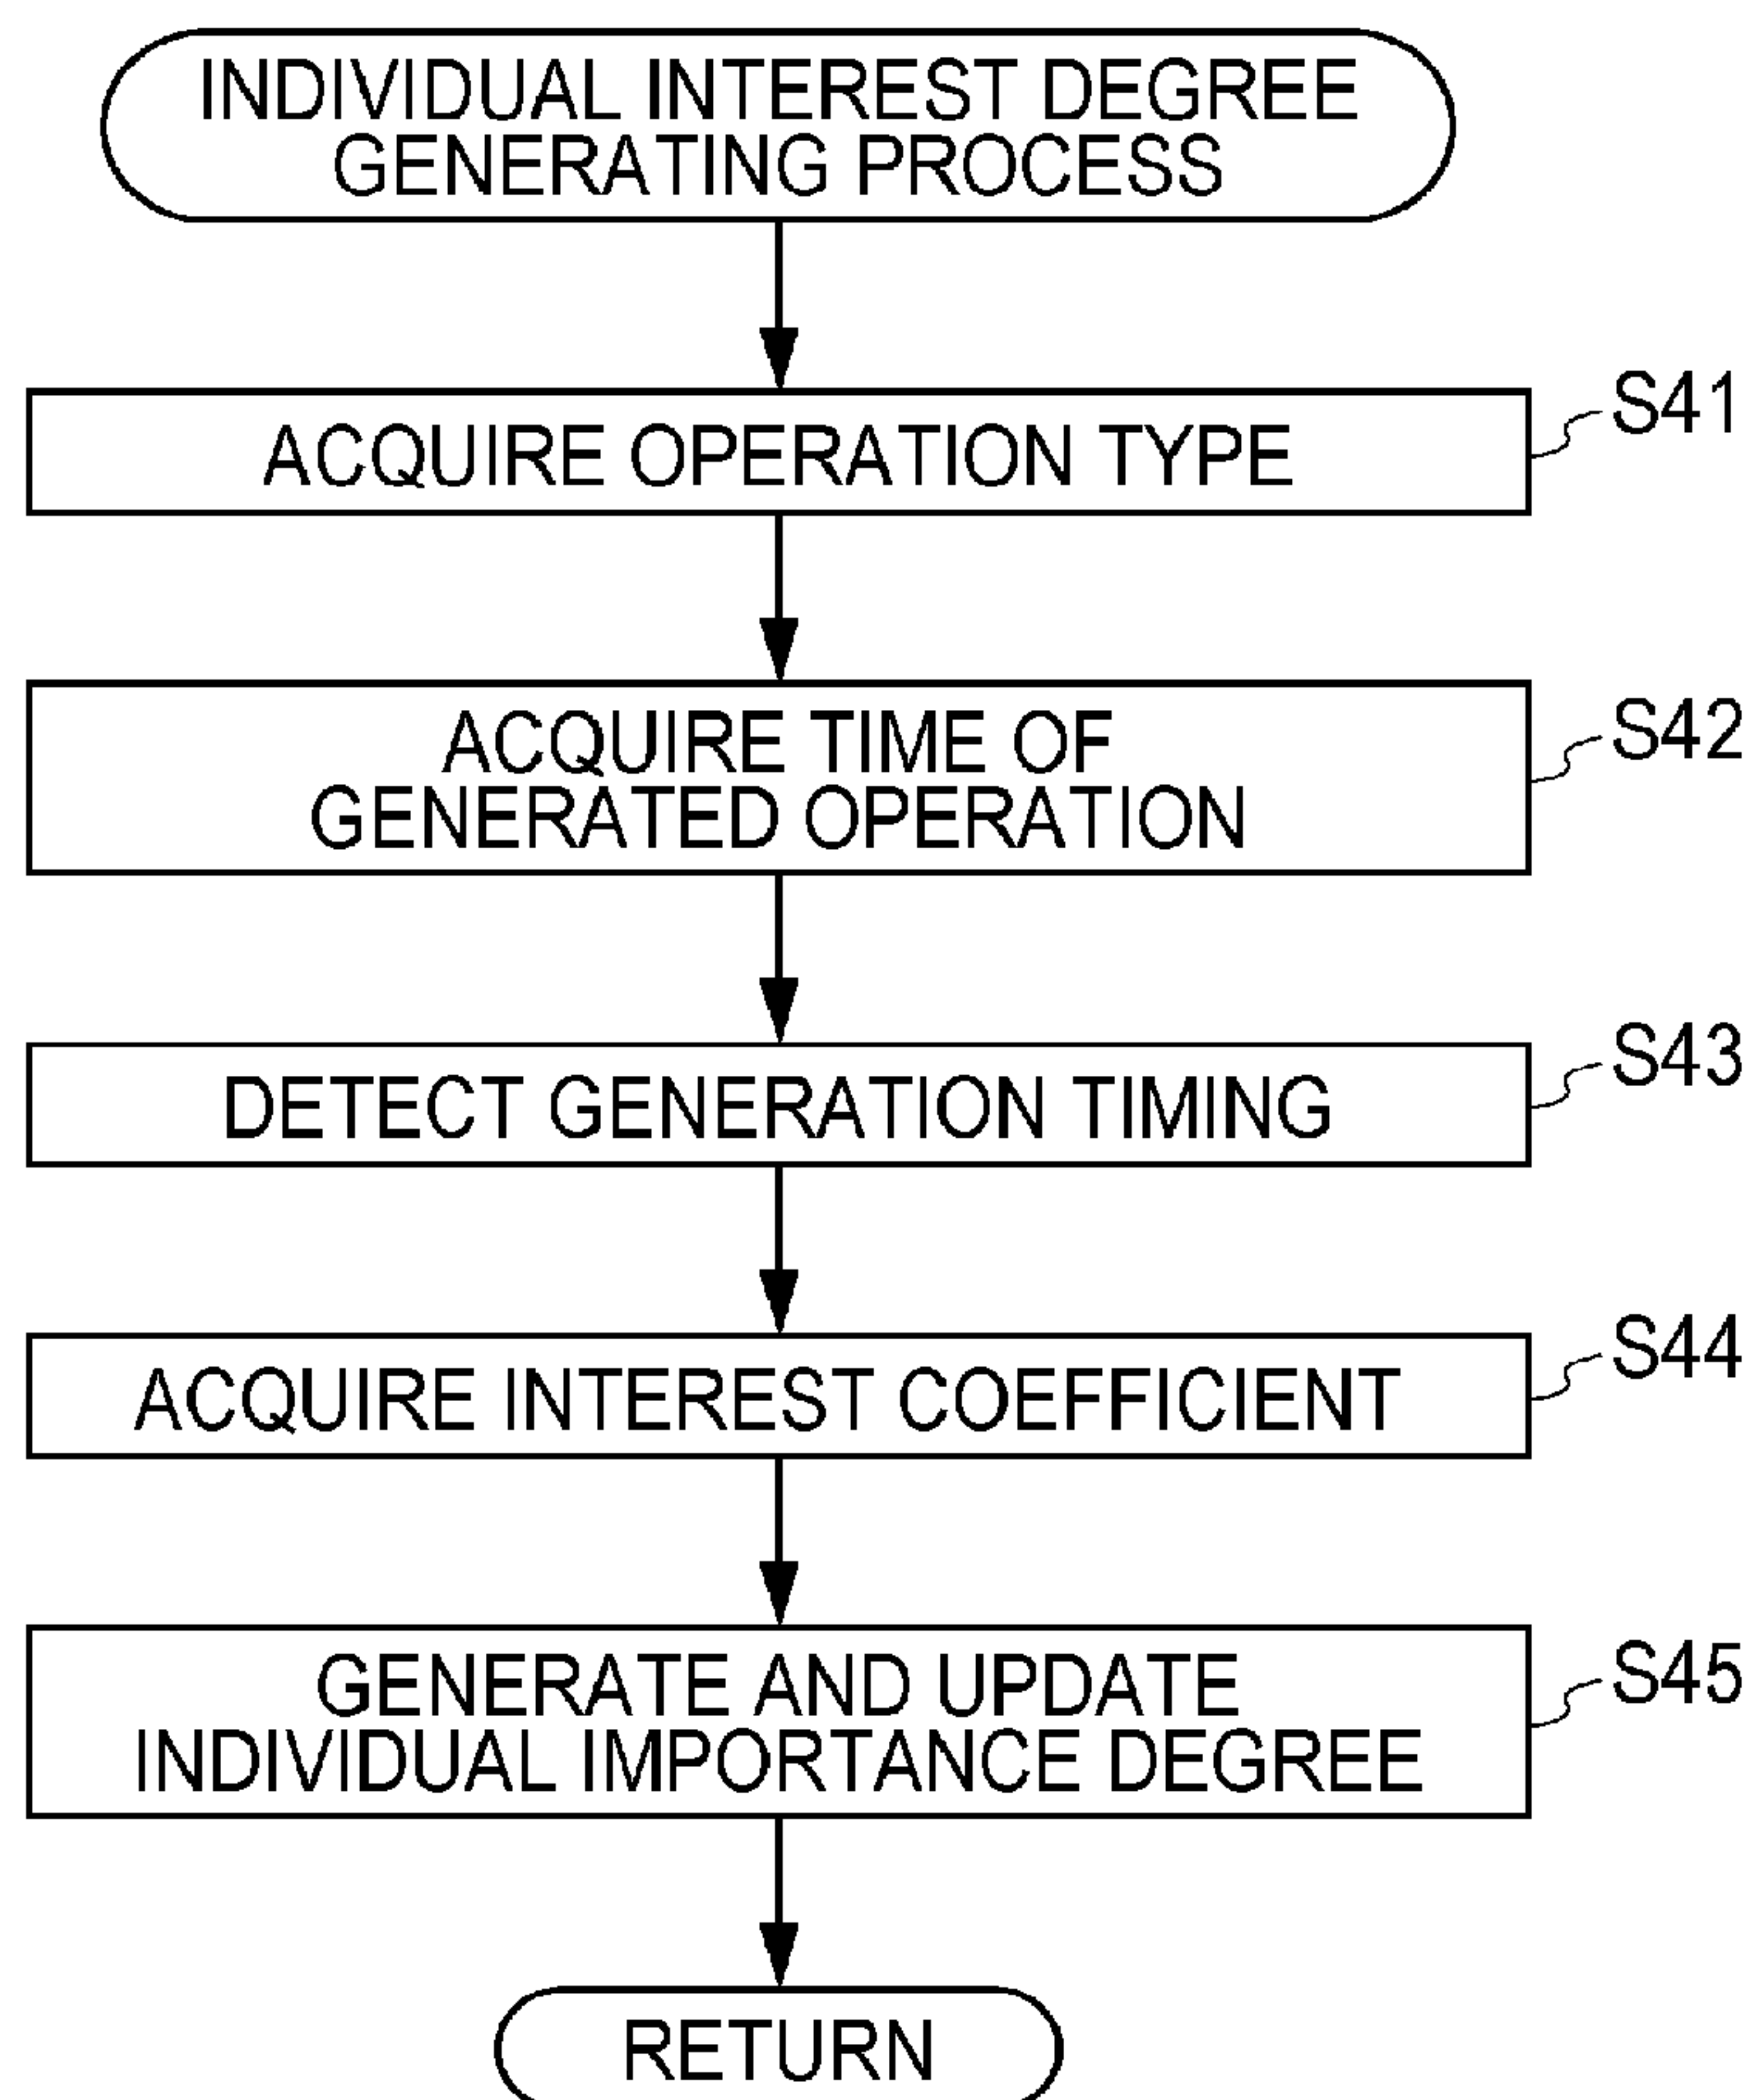 INDIVIDUAL INTEREST DEGREE
GENERATING PROCESS
ACQUIRE OPERATION TYPE
S41
ACQUIRE TIME OF
GENERATED OPERATION
S42
DETECT GENERATION TIMING
S43
ACQUIRE INTEREST COEFFICIENT
S44
GENERATE AND UPDATE
INDIVIDUAL IMPORTANCE DEGREE
S45
RETURN